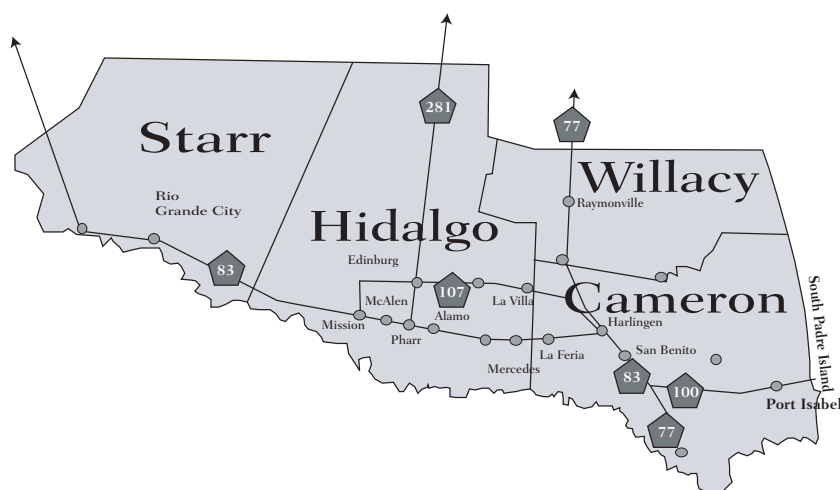 281
77
Starr
Willacy
Rio
Grande City
Raymonville
Hidalgo
Edinburg
83
107
La Villa
Cameron
McAlen
Alamo
Mission
Pharr
Harlingen
La Feria
San Benito
Mercedes
83
100
South Padre Island
Port Isabel
77